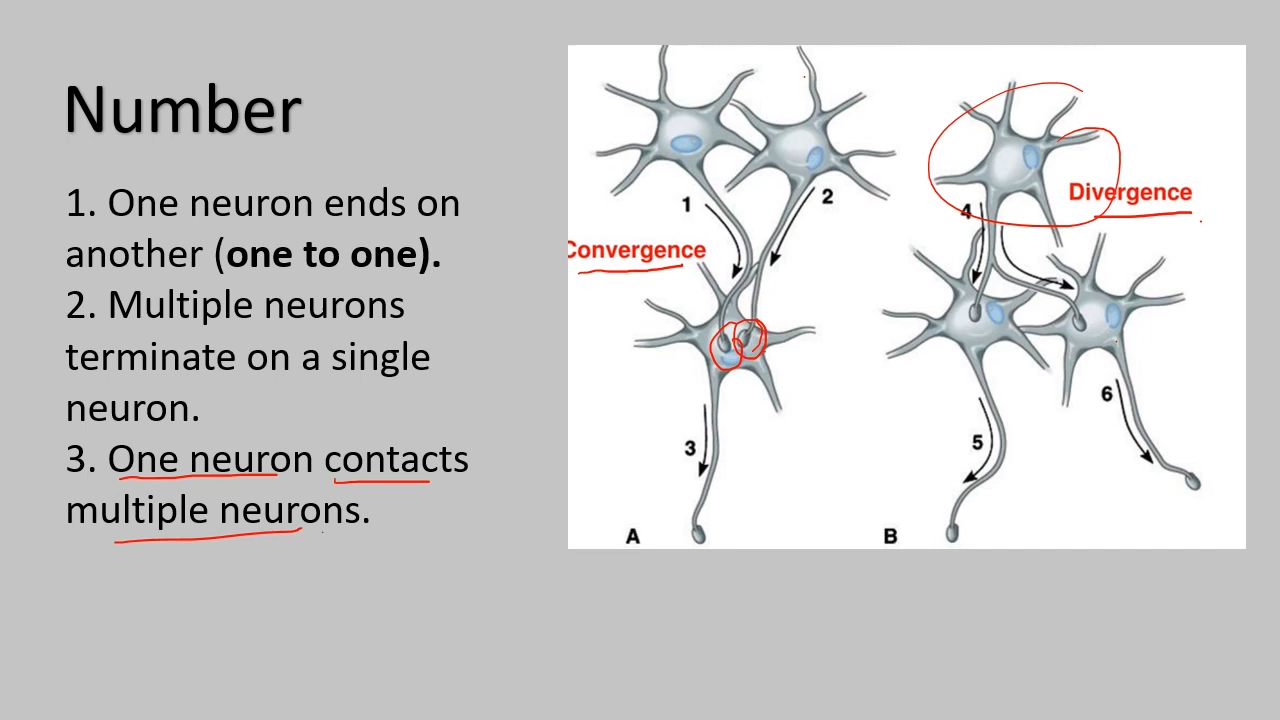 Number
1. One neuron ends on
another (one to one).
2. Multiple neurons
terminate on a single
neuron.
3. One neuron contacts
multiple neurons.
1
2
Convergence
3
A
4
Divergence
5
6
B